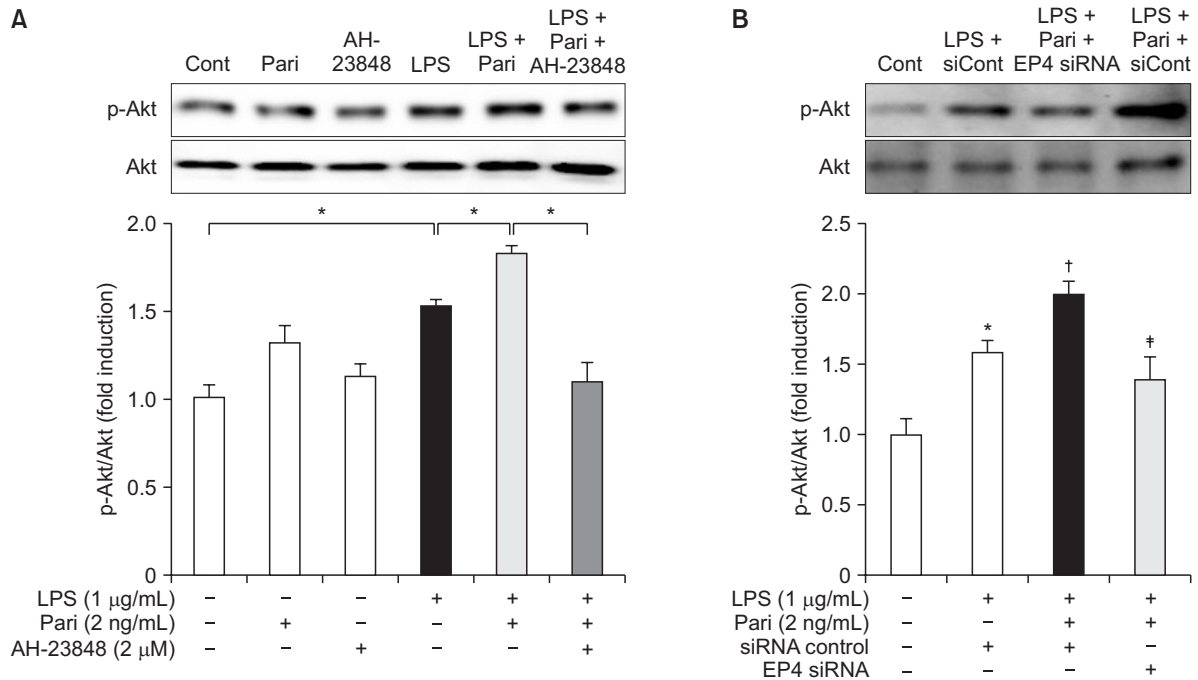 A
Cont
Pari
AH-
23848
LPS
LPS +
Pari
LPS +
Pari +
AH-23848
p-Akt
Akt
* * *
p-Akt/Akt (fold induction)
2.0
1.5
1.0
0.5
0
LPS (1 μg/mL) – – – + + +
Pari (2 ng/mL) – + – – + +
AH-23848 (2 μM) – – + – – +
B
Cont
LPS +
siCont
LPS +
Pari +
EP4 siRNA
LPS +
Pari +
siCont
p-Akt
Akt
p-Akt/Akt (fold induction)
2.5
2.0
1.5
1.0
0.5
0
*
†
‡
LPS (1 μg/mL) – + + +
Pari (2 ng/mL) – – + +
siRNA control – + + –
EP4 siRNA – – – +